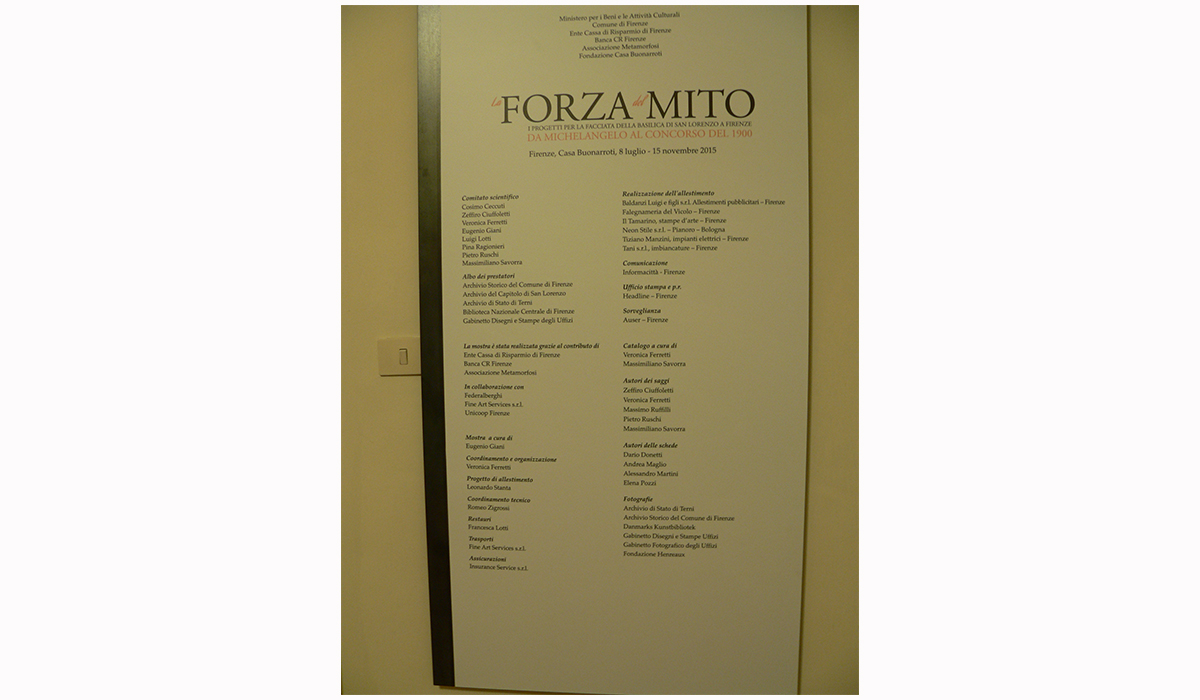 Ministero per i Beni e le Attività Culturali
Comune di Firenze
Ente Cassa di Risparmio di Firenze
Banca CR Firenze
Associazione Metamorfosi
Fondazione Casa Buonarroti
La FORZA del MITO
I PROGETTI PER LA FACCIATA DELLA BASILICA DI SAN LORENZO A FIRENZE
DA MICHELANGELO AL CONCORSO DEL 1900
Firenze, Casa Buonarroti, 8 luglio - 15 novembre 2015
Comitato scientifico
Cosimo Ceccuti
Zeffiro Ciuffoletti
Veronica Ferretti
Eugenio Giani
Luigi Lotti
Pina Ragionieri
Pietro Ruschi
Massimiliano Savorra
Albo dei prestatori
Archivio Storico del Comune di Firenze
Archivio del Capitolo di San Lorenzo
Archivio di Stato di Terni
Biblioteca Nazionale Centrale di Firenze
Gabinetto Disegni e Stampe degli Uffizi
La mostra è stata realizzata grazie al contributo di
Ente Cassa di Risparmio di Firenze
Banca CR Firenze
Associazione Metamorfosi
In collaborazione con
Federalberghi
Fine Art Services s.r.l.
Unicoop Firenze
Mostra a cura di
Eugenio Giani
Coordinamento e organizzazione
Veronica Ferretti
Progetto di allestimento
Leonardo Stanta
Coordinamento tecnico
Romeo Zigrossi
Restauri
Francesca Lotti
Trasporti
Fine Art Services s.r.l.
Assicurazioni
Insurance Service s.r.l.
Realizzazione dell'allestimento
Baldanzi Luigi e figli s.r.l. Allestimenti pubblicitari – Firenze
Falegnameria del Vicolo – Firenze
Il Tamarino, stampe d'arte – Firenze
Neon Stile s.r.l. – Pianoro – Bologna
Tiziano Manzini, impianti elettrici – Firenze
Tani s.r.l., imbiancature – Firenze
Comunicazione
Informacittà - Firenze
Ufficio stampa e p.r.
Headline – Firenze
Sorveglianza
Auser – Firenze
Catalogo a cura di
Veronica Ferretti
Massimiliano Savorra
Autori dei saggi
Zeffiro Ciuffoletti
Veronica Ferretti
Massimo Ruffilli
Pietro Ruschi
Massimiliano Savorra
Autori delle schede
Dario Donetti
Andrea Maglio
Alessandro Martini
Elena Pozzi
Fotografie
Archivio di Stato di Terni
Archivio Storico del Comune di Firenze
Danmarks Kunstbibliotek
Gabinetto Disegni e Stampe Uffizi
Gabinetto Fotografico degli Uffizi
Fondazione Henraux